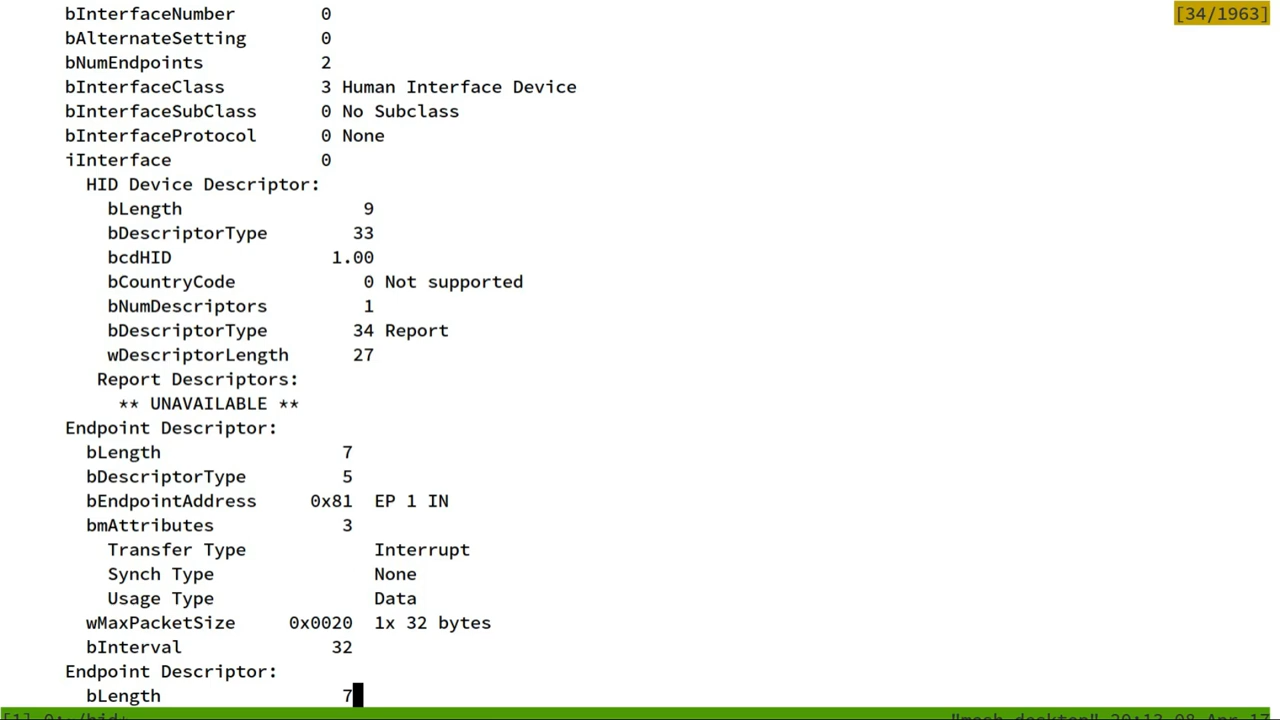 bInterfaceNumber 0 [34/1963]
bAlternateSetting 0
bNumEndpoints 2
bInterfaceClass 3 Human Interface Device
bInterfaceSubClass 0 No Subclass
bInterfaceProtocol 0 None
iInterface 0
HID Device Descriptor:
bLength 9
bDescriptorType 33
bcdHID 1.00
bCountryCode 0 Not supported
bNumDescriptors 1
bDescriptorType 34 Report
wDescriptorLength 27
Report Descriptors:
** UNAVAILABLE **
Endpoint Descriptor:
bLength 7
bDescriptorType 5
bEndpointAddress 0x81 EP 1 IN
bmAttributes 3
Transfer Type Interrupt
Synch Type None
Usage Type Data
wMaxPacketSize 0x0020 1x 32 bytes
bInterval 32
Endpoint Descriptor:
bLength 7